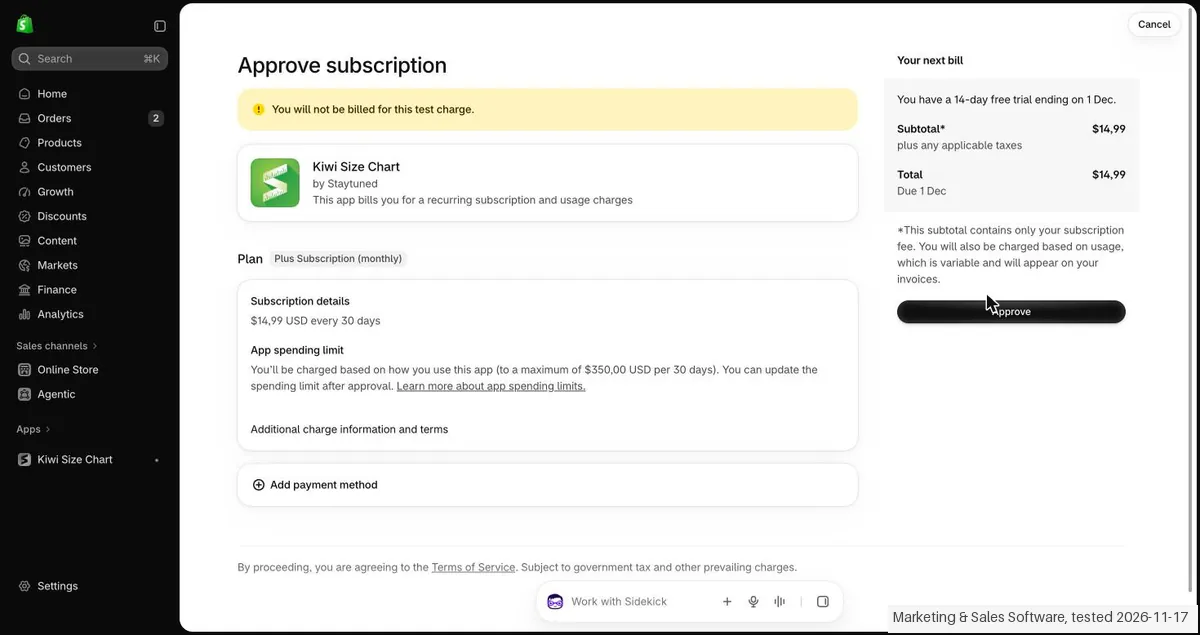 Search ⌘K
Home
Orders 2
Products
Customers
Growth
Discounts
Content
Markets
Finance
Analytics
Sales channels
Online Store
Agentic
Apps
Kiwi Size Chart
Settings
Cancel
Approve subscription
You will not be billed for this test charge.
Kiwi Size Chart
by Staytuned
This app bills you for a recurring subscription and usage charges
Plan Plus Subscription (monthly)
Subscription details
$14,99 USD every 30 days
App spending limit
You'll be charged based on how you use this app (to a maximum of $350,00 USD per 30 days). You can update the
spending limit after approval. Learn more about app spending limits.
Additional charge information and terms
Add payment method
By proceeding, you are agreeing to the Terms of Service. Subject to government tax and other prevailing charges.
Your next bill
You have a 14-day free trial ending on 1 Dec.
Subtotal* $14,99
plus any applicable taxes
Total $14,99
Due 1 Dec
*This subtotal contains only your subscription
fee. You will also be charged based on usage,
which is variable and will appear on your
invoices.
Approve
Work with Sidekick
Marketing & Sales Software, tested 2026-11-17